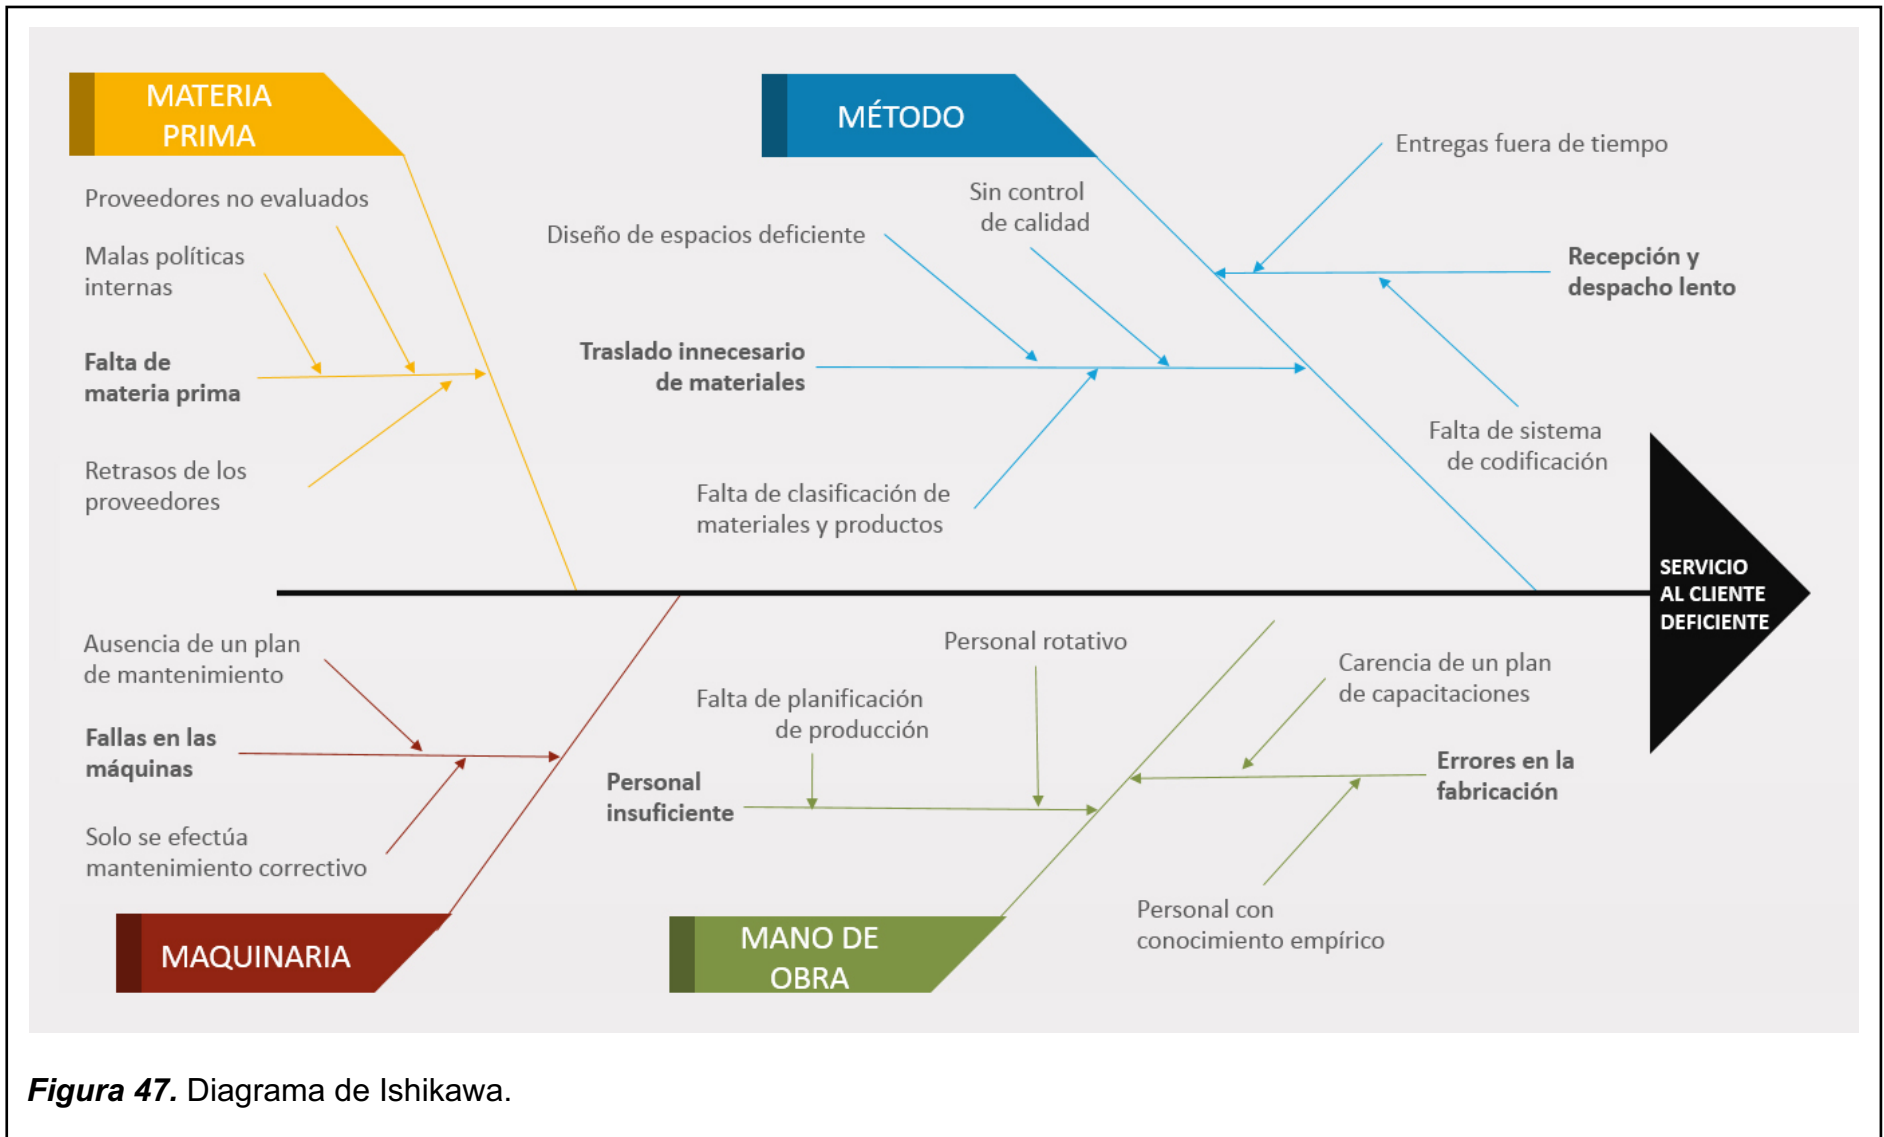 MATERIA
PRIMA
Proveedores no evaluados
Malas políticas
internas
Falta de
materia prima
Retrasos de los
proveedores
MÉTODO
Diseño de espacios deficiente
Sin control
de calidad
Traslado innecesario
de materiales
Falta de clasificación de
materiales y productos
Entregas fuera de tiempo
Recepción y
despacho lento
Falta de sistema
de codificación
SERVICIO
AL CLIENTE
DEFICIENTE
Ausencia de un plan
de mantenimiento
Fallas en las
máquinas
Solo se efectúa
mantenimiento correctivo
MAQUINARIA
Personal rotativo
Falta de planificación
de producción
Personal
insuficiente
Carencia de un plan
de capacitaciones
Errores en la
fabricación
Personal con
conocimiento empírico
MANO DE
OBRA
Figura 47. Diagrama de Ishikawa.